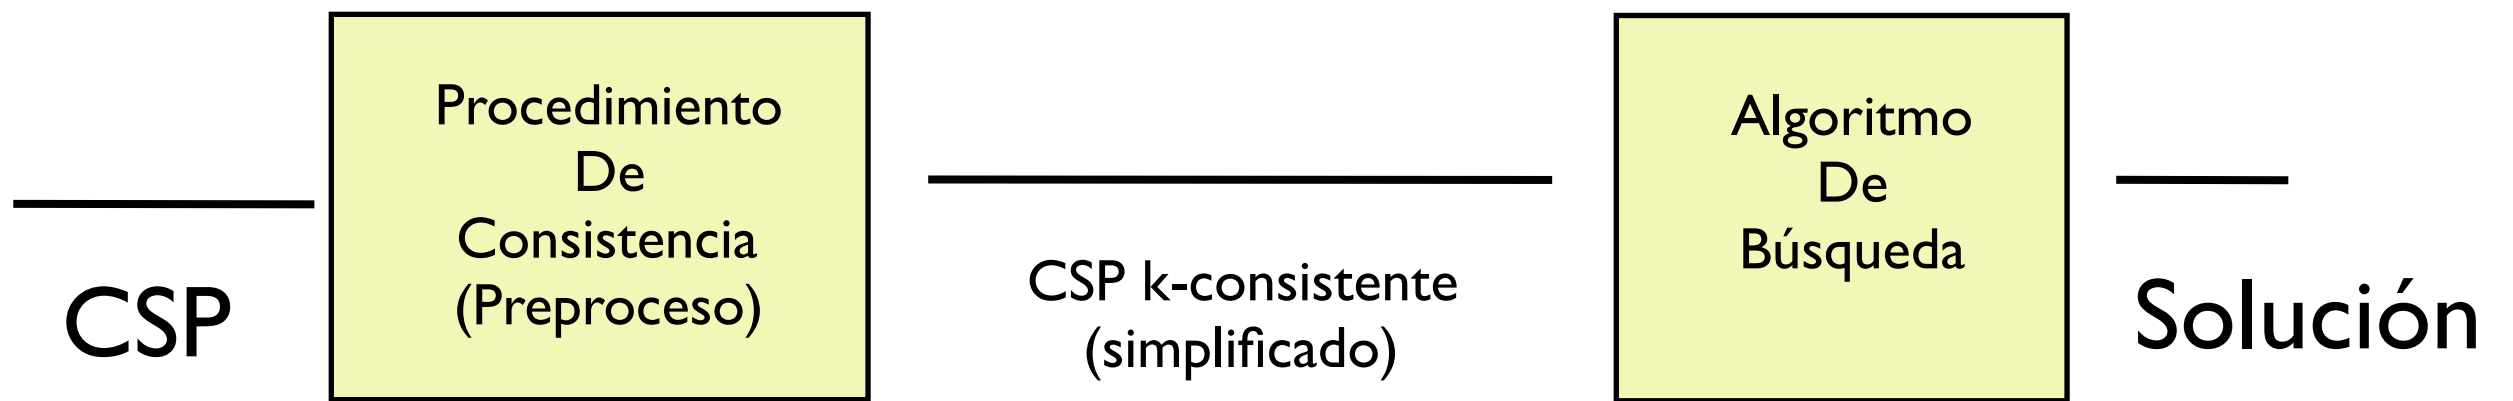 CSP
Procedimiento
De
Consistencia
(Preproceso)
CSP k-consistente
(simplificado)
Algoritmo
De
Búsqueda
Solución